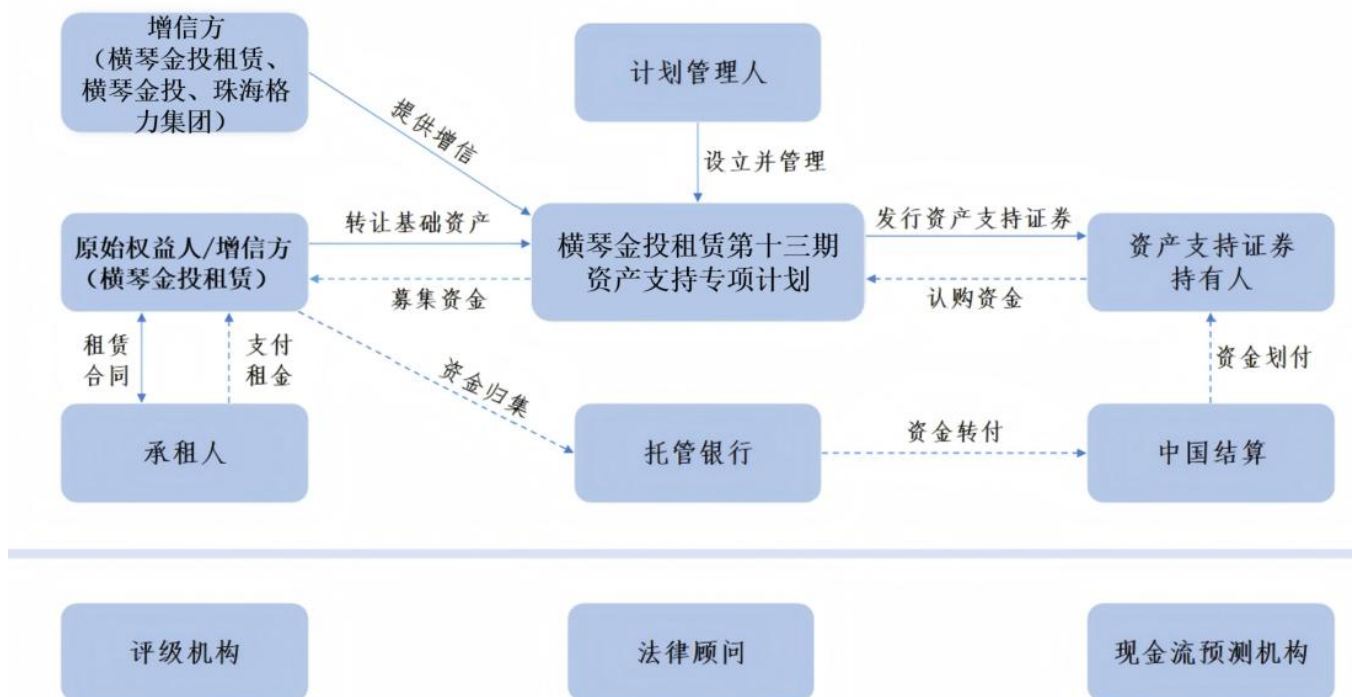 增信方
（横琴金投租赁、
横琴金投、珠海格
力集团）
计划管理人
提供增信
设立并管理
原始权益人/增信方
（横琴金投租赁）
转让基础资产
募集资金
横琴金投租赁第十三期
资产支持专项计划
发行资产支持证券
认购资金
资产支持证券
持有人
租赁
合同
支付
租金
资金归集
资金划付
承租人
托管银行
资金转付
中国结算
评级机构
法律顾问
现金流预测机构